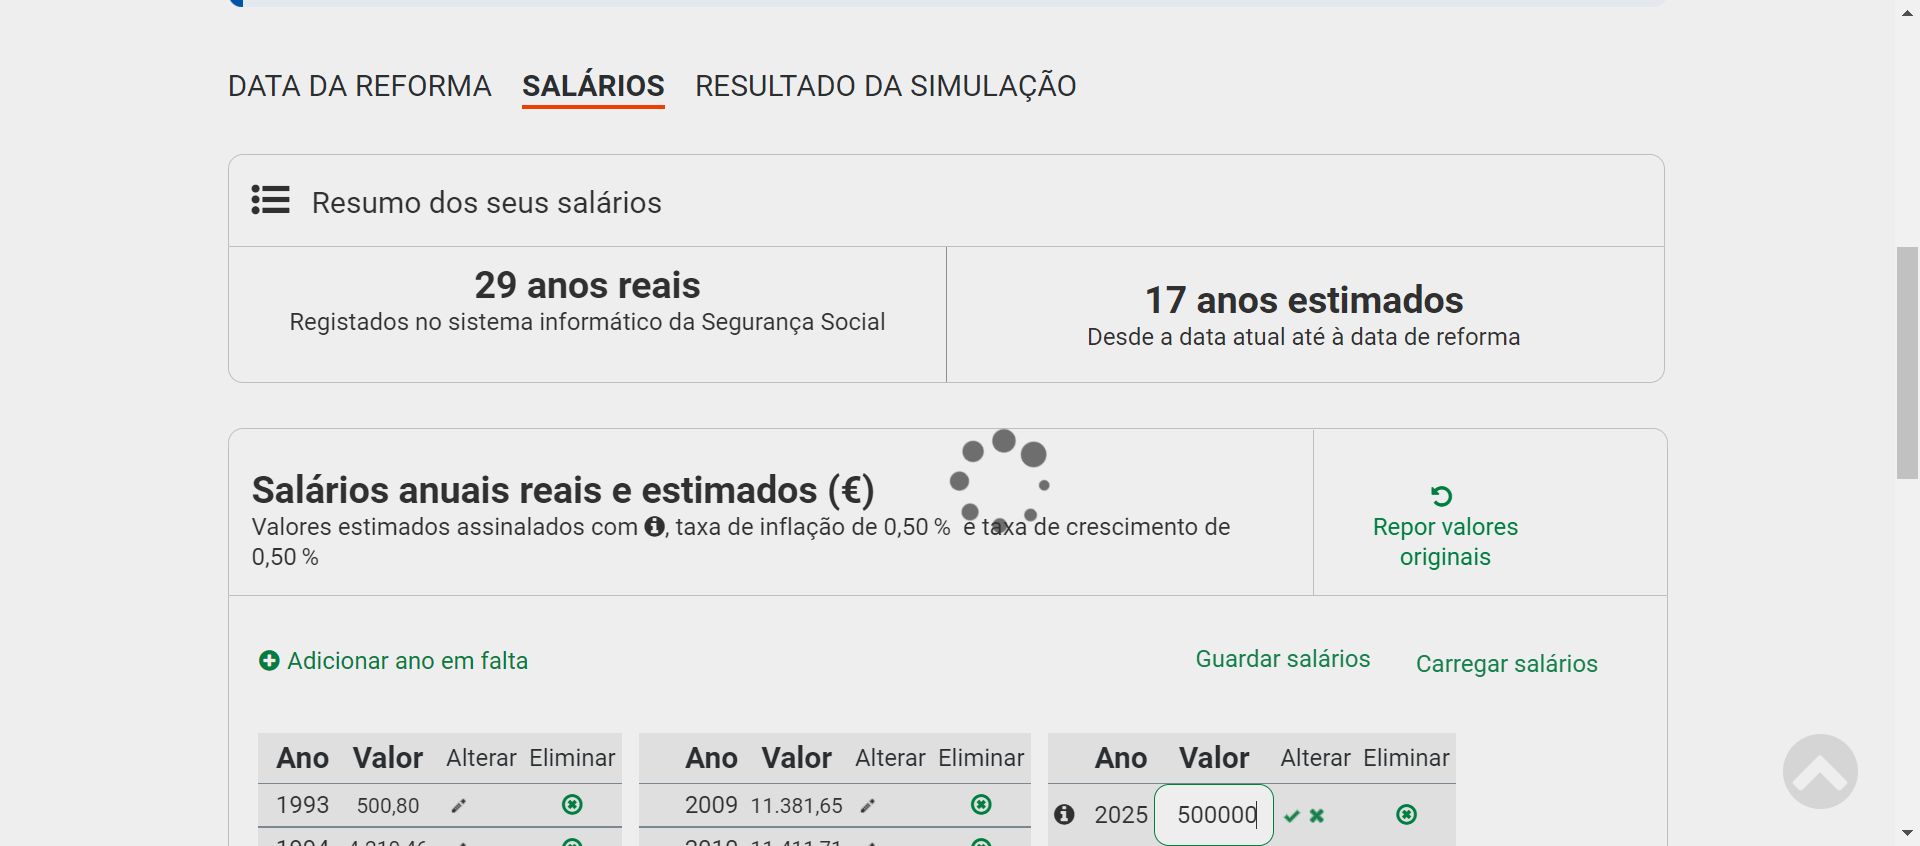 DATA DA REFORMA SALÁRIOS RESULTADO DA SIMULAÇÃO
Resumo dos seus salários
29 anos reais
Registados no sistema informático da Segurança Social
17 anos estimados
Desde a data atual até à data de reforma
Salários anuais reais e estimados (€)
Valores estimados assinalados com , taxa de inflação de 0,50 % e taxa de crescimento de
0,50 %
Repor valores
originais
Adicionar ano em falta
Guardar salários
Carregar salários
Ano Valor Alterar Eliminar
1993 500,80
Ano Valor Alterar Eliminar
2009 11.381,65
Ano Valor Alterar Eliminar
2025 500000